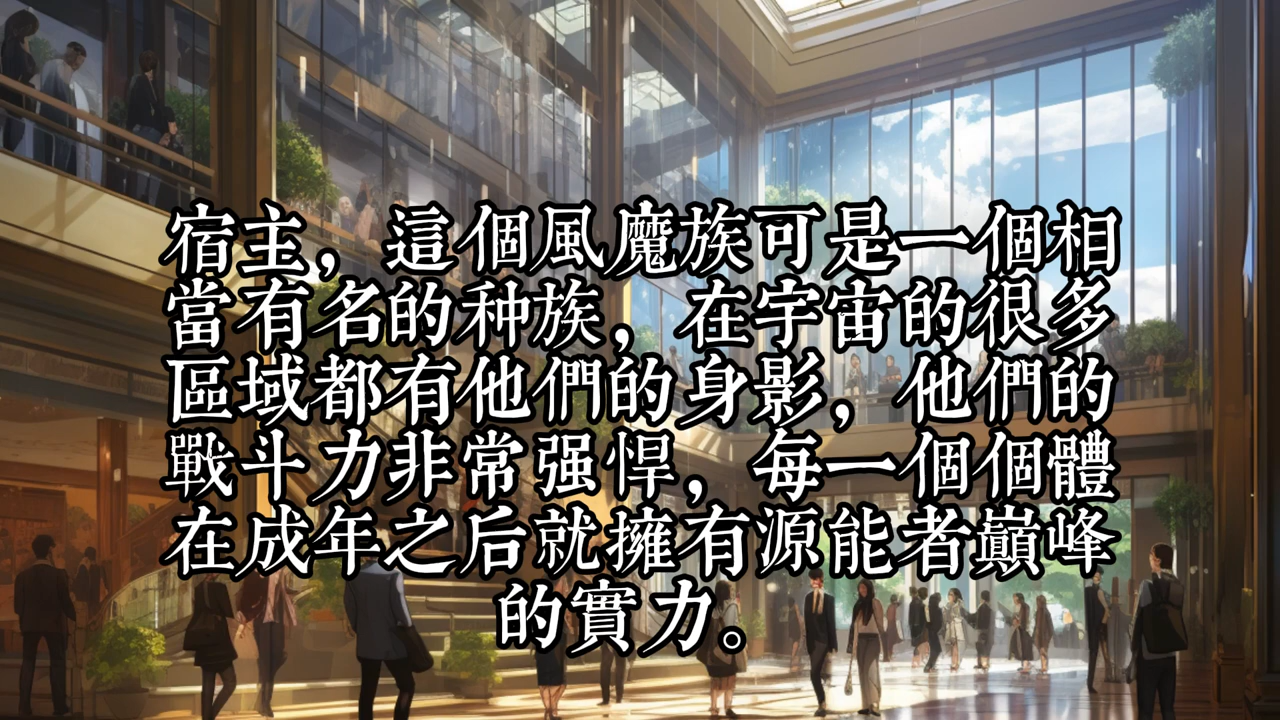 宿主，這個風魔族可是一個相
當有名的种族，在宇宙的很多
區域都有他們的身影，他們的
戰斗力非常强悍，每一個個體
在成年之后就擁有源能者巔峰
的實力。